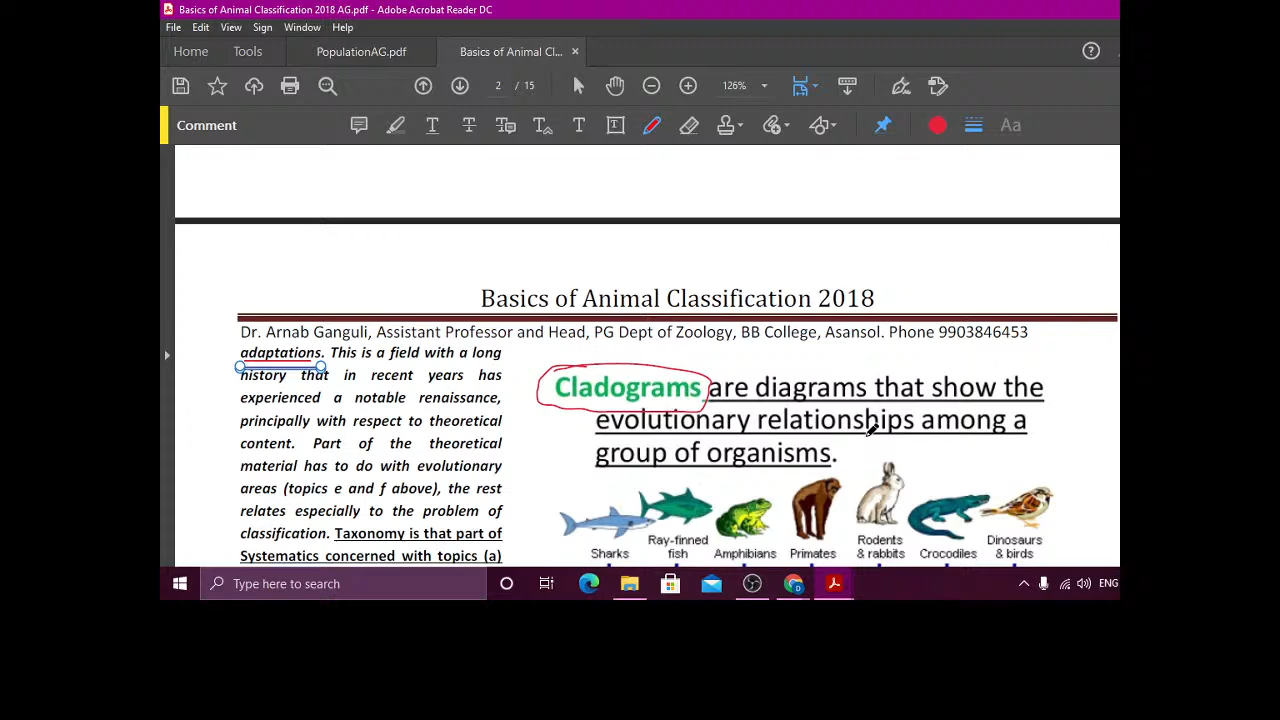 Basics of Animal Classification 2018 AG.pdf - Adobe Acrobat Reader DC
File Edit View Sign Window Help
Home Tools PopulationAG.pdf Basics of Animal Cl... ×
2 / 15 126%
Comment
Aa
Basics of Animal Classification 2018
Dr. Arnab Ganguli, Assistant Professor and Head, PG Dept of Zoology, BB College, Asansol. Phone 9903846453
adaptations. This is a field with a long
history that in recent years has
experienced a notable renaissance,
principally with respect to theoretical
content. Part of the theoretical
material has to do with evolutionary
areas (topics e and f above), the rest
relates especially to the problem of
classification. Taxonomy is that part of
Systematics concerned with topics (a)
Cladograms are diagrams that show the
evolutionary relationships among a
group of organisms.
Sharks
Ray-finned
fish
Amphibians
Primates
Rodents
& rabbits
Crocodiles
Dinosaurs
& birds
Type here to search
ENG